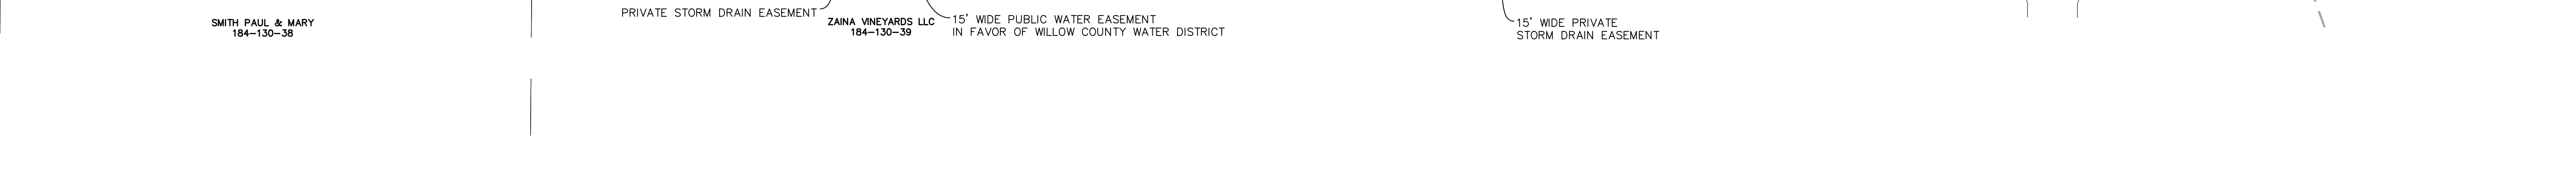 SMITH PAUL & MARY
184-130-38
PRIVATE STORM DRAIN EASEMENT
ZAINA VINEYARDS LLC
184-130-39
15' WIDE PUBLIC WATER EASEMENT
IN FAVOR OF WILLOW COUNTY WATER DISTRICT
15' WIDE PRIVATE
STORM DRAIN EASEMENT